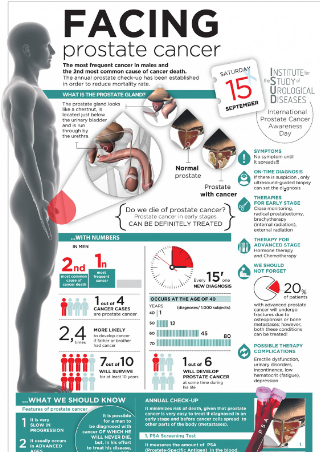 FACING
prostate cancer
The most frequent cancer in males and
the 2nd most common cause of cancer death.
The annual prostate check-up has been established
in order to reduce mortality rate.
SATURDAY
15
SEPTEMBER
INSTITUTE for
the STUDY of
UROLOGICAL
DISEASES
International
Prostate Cancer
Awareness
Day
WHAT IS THE PROSTATE GLAND?
The prostate gland looks
like a chestnut, is
located just below
the urinary bladder
and is run
through by
the urethra
Normal
prostate
Prostate
with cancer
Do we die of prostate cancer?
Prostate cancer in early stages
CAN BE DEFINITELY TREATED
SYMPTOMS
No symptom until
it spreads!!
ON-TIME DIAGNOSIS
If there is suspicion, only
ultrasound-guided biopsy
can set the diagnosis
THERAPIES
FOR EARLY STAGE
Close monitoring,
radical prostatectomy,
brachytherapy
(internal radiation),
external radiation
THERAPY FOR
ADVANCED STAGE
Hormone therapy
and Chemotherapy
WE SHOULD
NOT FORGET
20%
of patients
with advanced prostate
cancer will undergo
fractures due to
osteoporosis or bone
metastases; however,
both these conditions
can be treated!
POSSIBLE THERAPY
COMPLICATIONS
Erectile dysfunction,
urinary disorders,
incontinence, low
hematocrit (fatigue),
depression
...WITH NUMBERS
IN MEN
2nd
most common
cause of
cancer death
1n
most
frequent
cancer
Every 15'
NEW DIAGNOSIS
1 out of 4
CANCER CASES
are prostate cancer
2,4
times
MORE LIKELY
to develop cancer
if father or brother
had cancer
7 out of 10
WILL SURVIVE
for at least 10 years
OCCURS AT THE AGE OF 40
YEARS (diagnoses/ 1.000 subjects)
40 1
50 12
60 45
70 80
1 out of 6
WILL DEVELOP
PROSTATE CANCER
at some time during
his life
...WHAT WE SHOULD KNOW
Features of prostate cancer
1 It is very
SLOW IN
PROGRESSION
2 It usually occurs
IN ADVANCED
It is possible
for a man to
be diagnosed with
cancer OF WHICH HE
WILL NEVER DIE,
but, in his effort
to treat his disease,
ANNUAL CHECK-UP
It minimizes risk of death, given that prostate
cancer is very easy to treat if diagnosed in an
early stage and before cancer cells spread to
other parts of the body (metastases).
1. PSA Screening Test
It measures the amount of PSA
(Prostate-Specific Antigen) in the blood